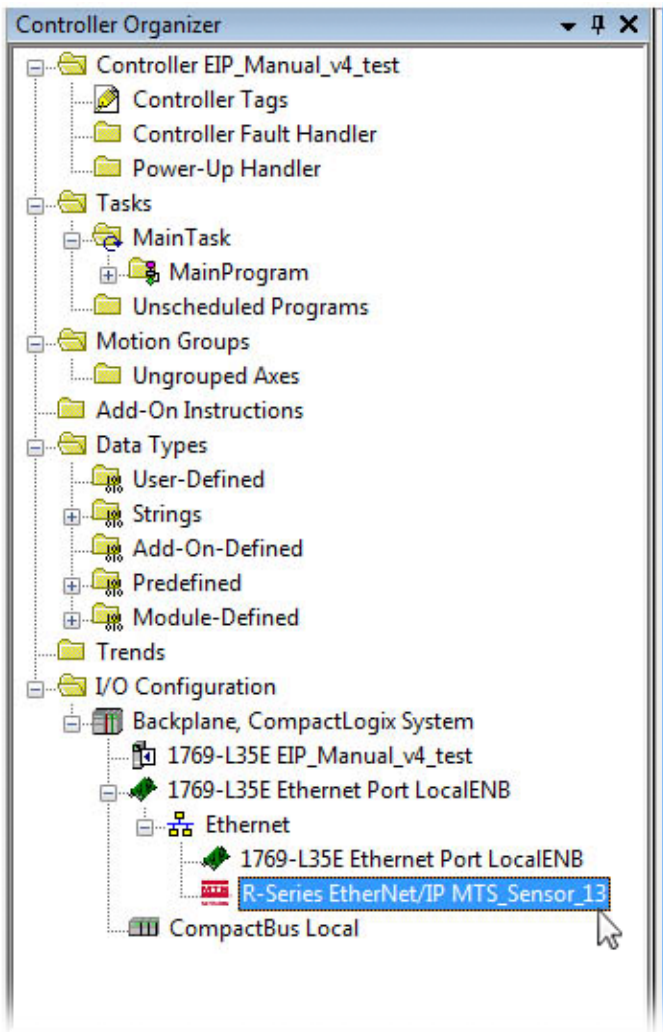 Controller Organizer
Controller EIP_Manual_v4_test
Controller Tags
Controller Fault Handler
Power-Up Handler
Tasks
MainTask
MainProgram
Unscheduled Programs
Motion Groups
Ungrouped Axes
Add-On Instructions
Data Types
User-Defined
Strings
Add-On-Defined
Predefined
Module-Defined
Trends
I/O Configuration
Backplane, CompactLogix System
1769-L35E EIP_Manual_v4_test
1769-L35E Ethernet Port LocalENB
Ethernet
1769-L35E Ethernet Port LocalENB
R-Series EtherNet/IP MTS_Sensor_13
CompactBus Local